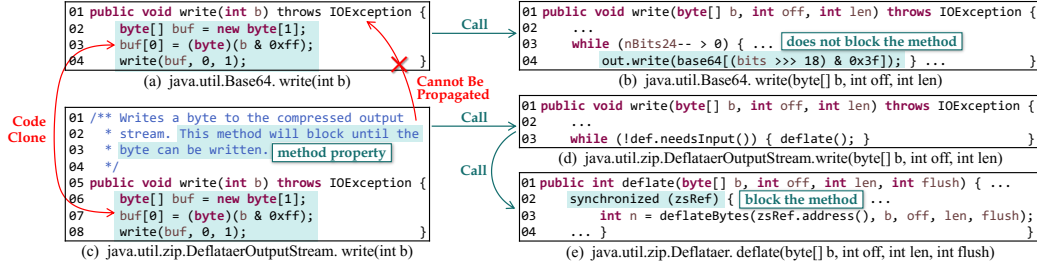 01 public void write(int b) throws IOException {
02 byte[] buf = new byte[1];
03 buf[0] = (byte)(b & 0xff);
04 write(buf, 0, 1); }
(a) java.util.Base64. write(int b)
Call
01 public void write(byte[] b, int off, int len) throws IOException {
02 ...
03 while (nBits24-- > 0) { ... does not block the method
04 out.write(base64[(bits >>> 18) & 0x3f]); } ... }
(b) java.util.Base64. write(byte[] b, int off, int len)
Cannot Be
Propagated
Code
Clone
01 /** Writes a byte to the compressed output
02 * stream. This method will block until the
03 * byte can be written. method property
04 */
05 public void write(int b) throws IOException {
06 byte[] buf = new byte[1];
07 buf[0] = (byte)(b & 0xff);
08 write(buf, 0, 1); }
(c) java.util.zip.DeflataerOutputStream. write(int b)
Call
01 public void write(byte[] b, int off, int len) throws IOException {
02 ...
03 while (!def.needsInput()) { deflate(); } }
(d) java.util.zip.DeflataerOutputStream.write(byte[] b, int off, int len)
Call
01 public int deflate(byte[] b, int off, int len, int flush) { ...
02 synchronized (zsRef) { block the method
03 int n = deflateBytes(zsRef.address(), b, off, len, flush);
04 ... } }
(e) java.util.zip.Deflataer. deflate(byte[] b, int off, int len, int flush)